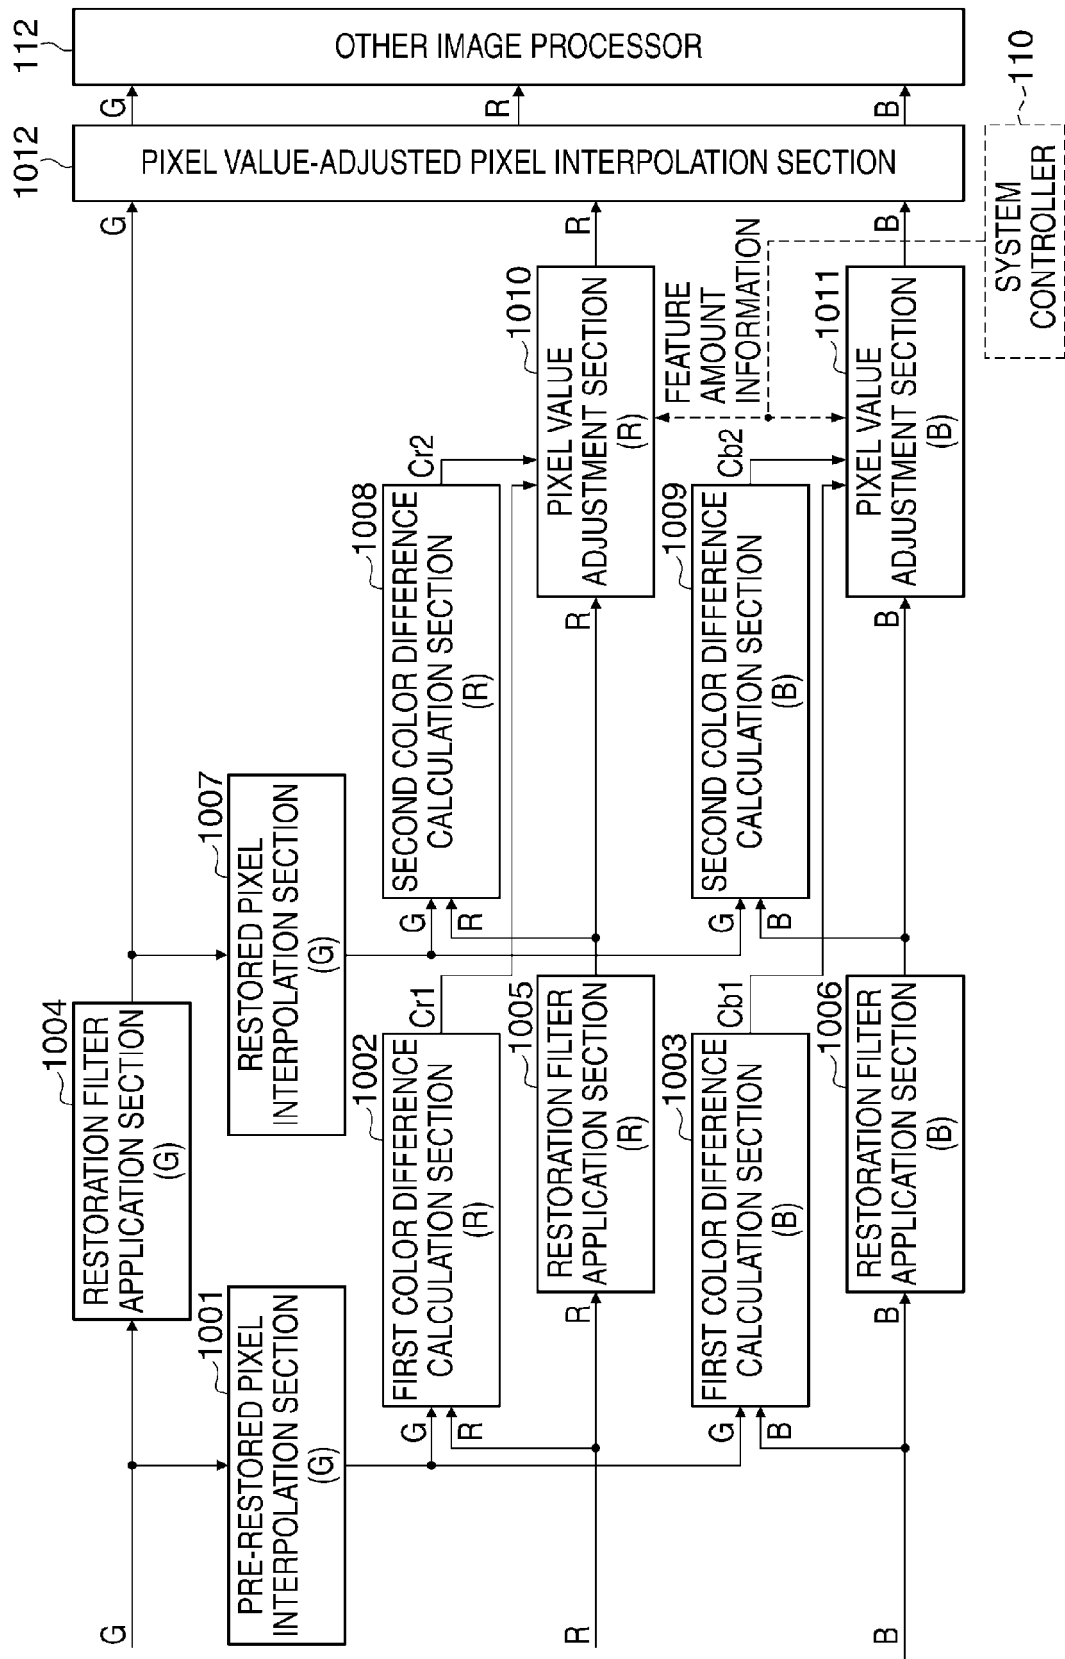 G
R
B
1001
PRE-RESTORED PIXEL
INTERPOLATION SECTION
(G)
1004
RESTORATION FILTER
APPLICATION SECTION
(G)
G
R
1002
FIRST COLOR DIFFERENCE
CALCULATION SECTION
(R)
Cr1
R
1005
RESTORATION FILTER
APPLICATION SECTION
(R)
G
B
1003
FIRST COLOR DIFFERENCE
CALCULATION SECTION
(B)
Cb1
B
1006
RESTORATION FILTER
APPLICATION SECTION
(B)
1007
RESTORED PIXEL
INTERPOLATION SECTION
(G)
G
R
1008
SECOND COLOR DIFFERENCE
CALCULATION SECTION
(R)
Cr2
R
1010
PIXEL VALUE
ADJUSTMENT SECTION
(R)
FEATURE
AMOUNT
INFORMATION
G
B
1009
SECOND COLOR DIFFERENCE
CALCULATION SECTION
(B)
Cb2
B
1011
PIXEL VALUE
ADJUSTMENT SECTION
(B)
SYSTEM
CONTROLLER
110
G
R
B
1012
PIXEL VALUE-ADJUSTED PIXEL INTERPOLATION SECTION
G
R
B
112
OTHER IMAGE PROCESSOR